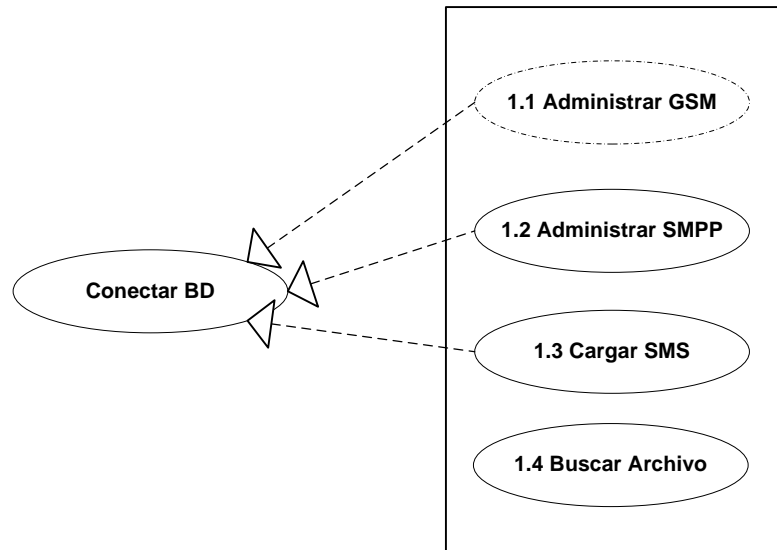 1.1 Administrar GSM
1.2 Administrar SMPP
Conectar BD
1.3 Cargar SMS
1.4 Buscar Archivo